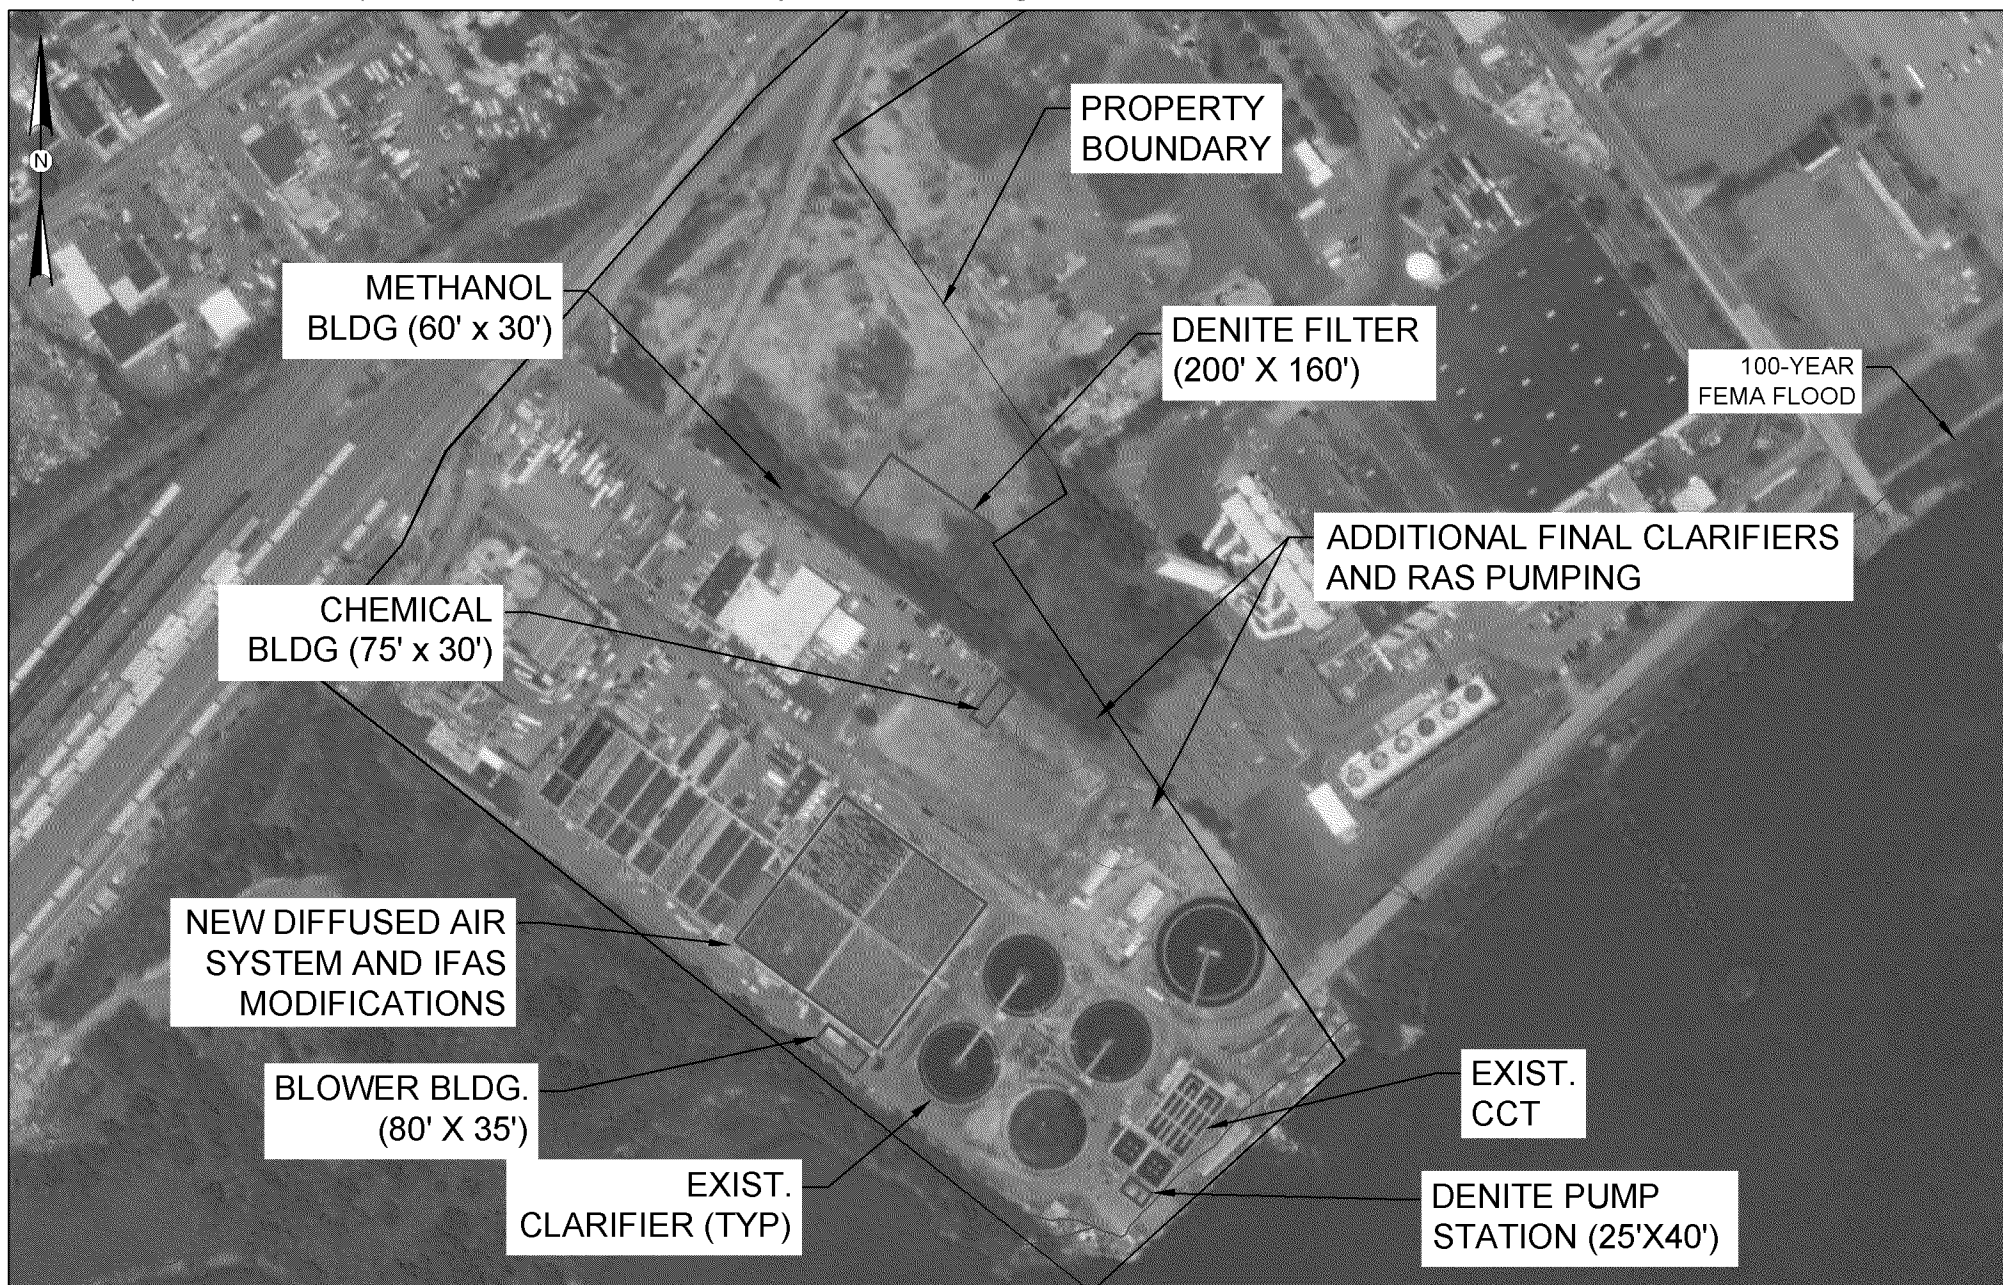 N
PROPERTY
BOUNDARY
METHANOL
BLDG (60' x 30')
DENITE FILTER
(200' X 160')
100-YEAR
FEMA FLOOD
ADDITIONAL FINAL CLARIFIERS
AND RAS PUMPING
CHEMICAL
BLDG (75' x 30')
NEW DIFFUSED AIR
SYSTEM AND IFAS
MODIFICATIONS
BLOWER BLDG.
(80' X 35')
EXIST.
CCT
EXIST.
CLARIFIER (TYP)
DENITE PUMP
STATION (25'X40')